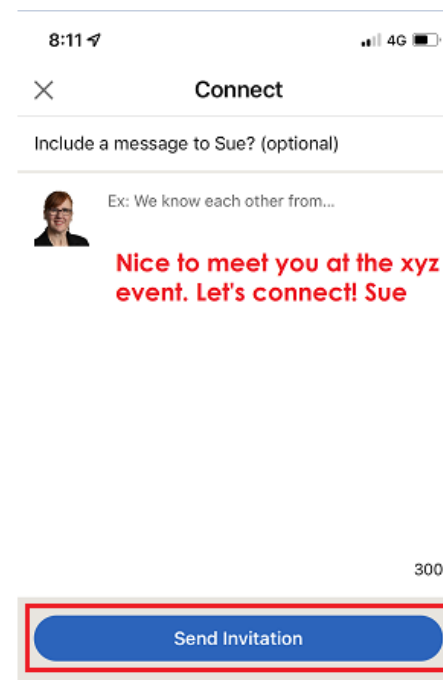 8:11
4G
Connect
Include a message to Sue? (optional)
Ex: We know each other from...
Nice to meet you at the xyz
event. Let's connect! Sue
300
Send Invitation